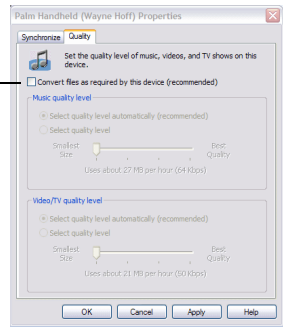 Palm Handheld (Wayne Hoff) Properties
Synchronize Quality
Set the quality level of music, videos, and TV shows on this
device.
Convert files as required by this device (recommended)
Music quality level
Select quality level automatically (recommended)
Select quality level
Smallest Best
Size Quality
Uses about 27 MB per hour (64 Kbps)
Video/TV quality level
Select quality level automatically (recommended)
Select quality level
Smallest Best
Size Quality
Uses about 21 MB per hour (60 Kbps)
OK Cancel Apply Help